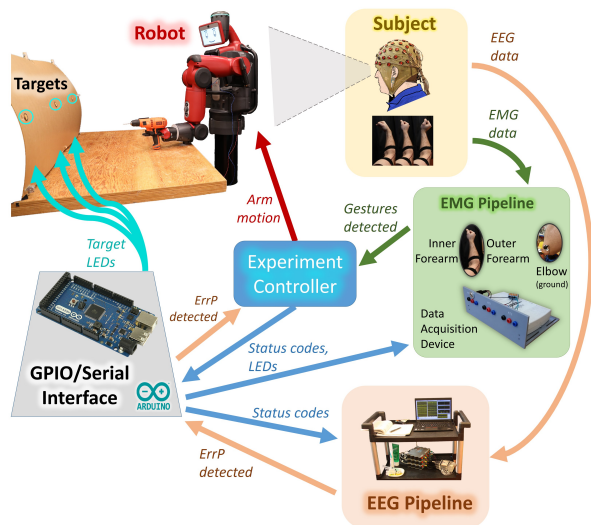 Robot
Subject
EEG
data
Targets
EMG
data
Arm
motion
Gestures
detected
EMG Pipeline
Inner
Forearm
Outer
Forearm
Elbow
(ground)
Data
Acquisition
Device
Target
LEDs
Experiment
Controller
ErrP
detected
Status codes,
LEDs
GPIO/Serial
Interface
ARDUINO
Status codes
ErrP
detected
EEG Pipeline